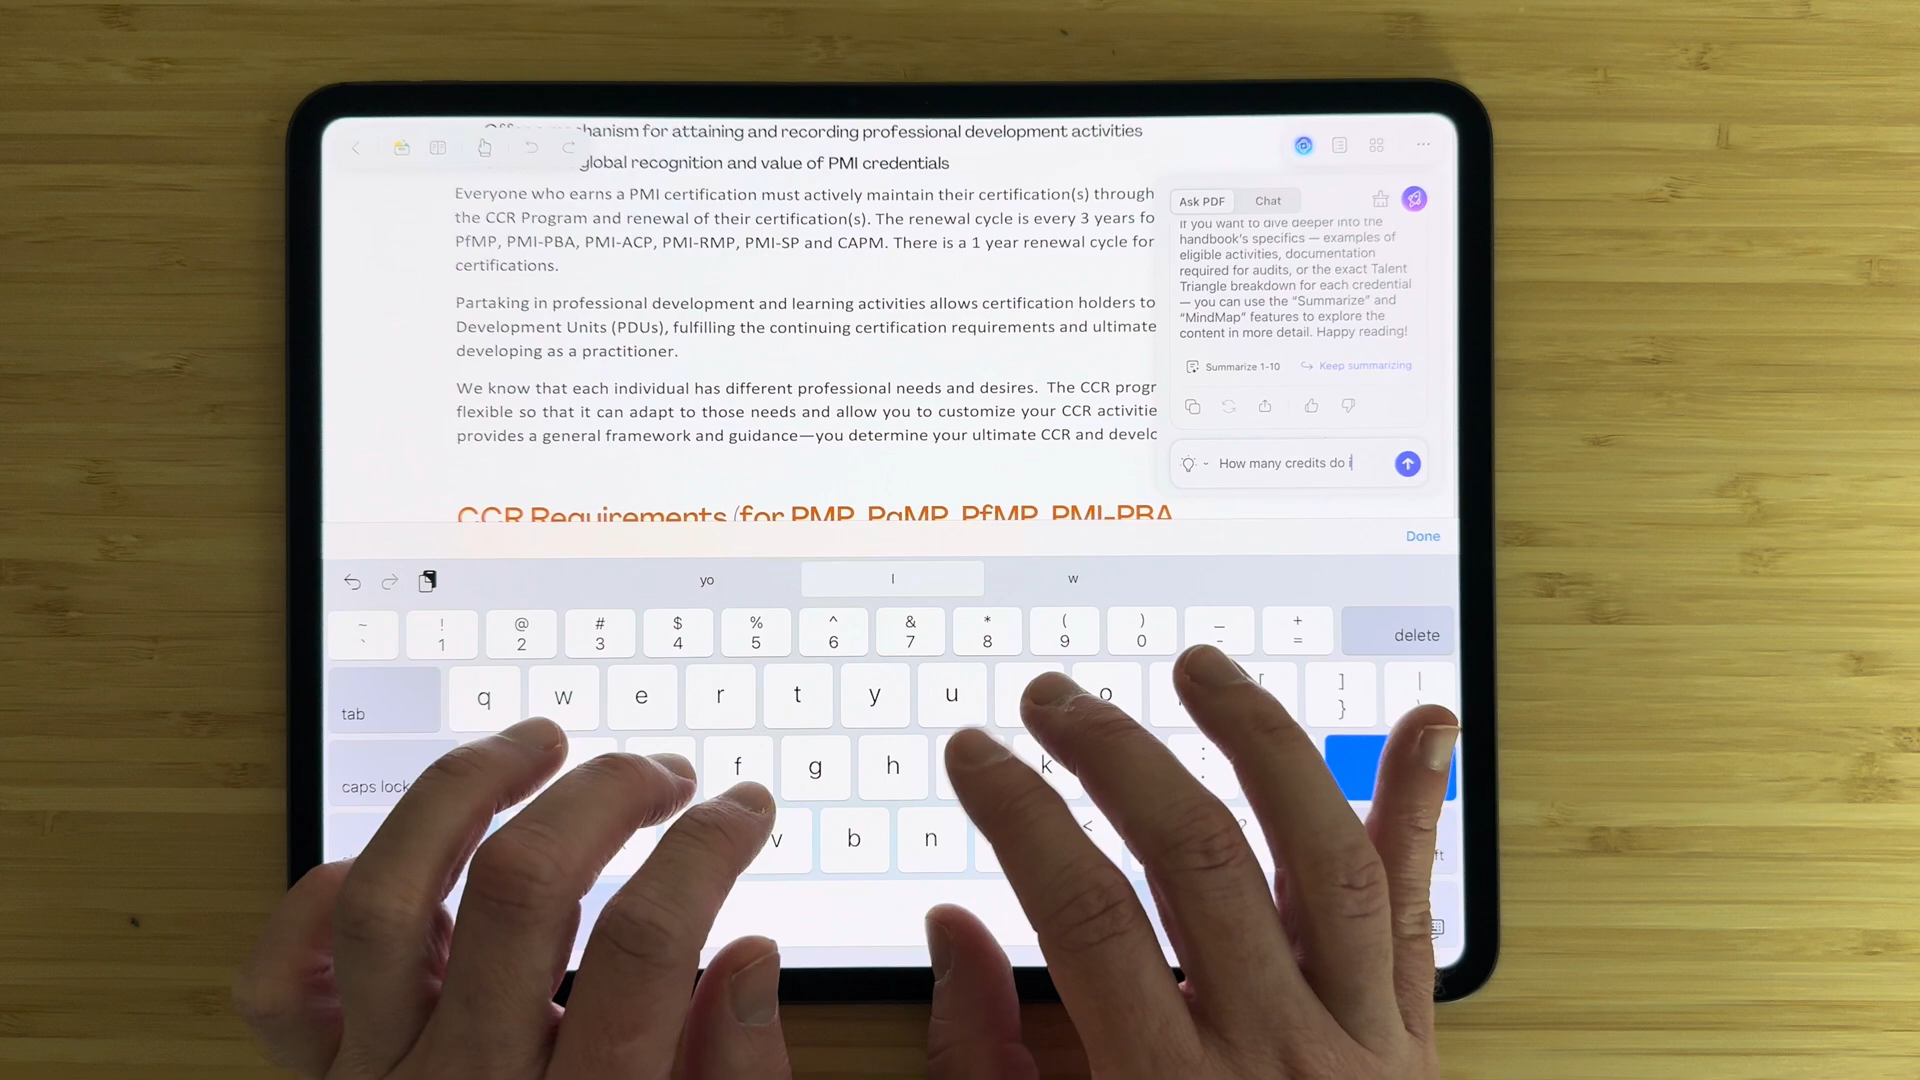 mechanism for attaining and recording professional development activities
global recognition and value of PMI credentials
Everyone who earns a PMI certification must actively maintain their certification(s) through
the CCR Program and renewal of their certification(s). The renewal cycle is every 3 years fo
PfMP, PMI-PBA, PMI-ACP, PMI-RMP, PMI-SP and CAPM. There is a 1 year renewal cycle for
certifications.
Partaking in professional development and learning activities allows certification holders to
Development Units (PDUs), fulfilling the continuing certification requirements and ultimate
developing as a practitioner.
We know that each individual has different professional needs and desires. The CCR progr
flexible so that it can adapt to those needs and allow you to customize your CCR activitie
provides a general framework and guidance—you determine your ultimate CCR and develo
CCR Requirements (for PMP, PgMP, PfMP, PMI-PBA
Ask PDF Chat
If you want to dive deeper into the
handbook's specifics — examples of
eligible activities, documentation
required for audits, or the exact Talent
Triangle breakdown for each credential
— you can use the “Summarize” and
“MindMap” features to explore the
content in more detail. Happy reading!
Summarize 1-10 Keep summarizing
How many credits do i
Done
yo I w
~ ! @ # $ % ^ & * ( ) _ +
` 1 2 3 4 5 6 7 8 9 0 - = delete
tab q w e r t y u o [ ] } |
caps lock f g h k :
v b n < ?